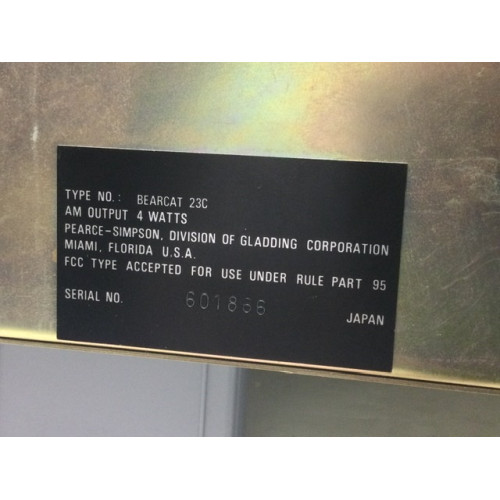 TYPE NO.: BEARCAT 23C
AM OUTPUT 4 WATTS
PEARCE-SIMPSON, DIVISION OF GLADDING CORPORATION
MIAMI, FLORIDA U.S.A.
FCC TYPE ACCEPTED FOR USE UNDER RULE PART 95
SERIAL NO. 601866
JAPAN